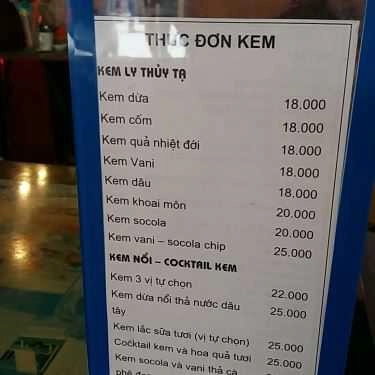 THỰC ĐƠN KEM
KEM LY THỦY TẠ
Kem dừa 18.000
Kem cốm 18.000
Kem quả nhiệt đới 18.000
Kem Vani 18.000
Kem dâu 18.000
Kem khoai môn 20.000
Kem socola 20.000
Kem vani – socola chip 25.000
KEM NỔI – COCKTAIL KEM
Kem 3 vị tự chọn 22.000
Kem dừa nổi thả nước dâu 25.000
tây
Kem lắc sữa tươi (vị tự chọn) 25.000
Cocktail kem và hoa quả tươi 25.000
Kem socola và vani thả cà 25.000
phê